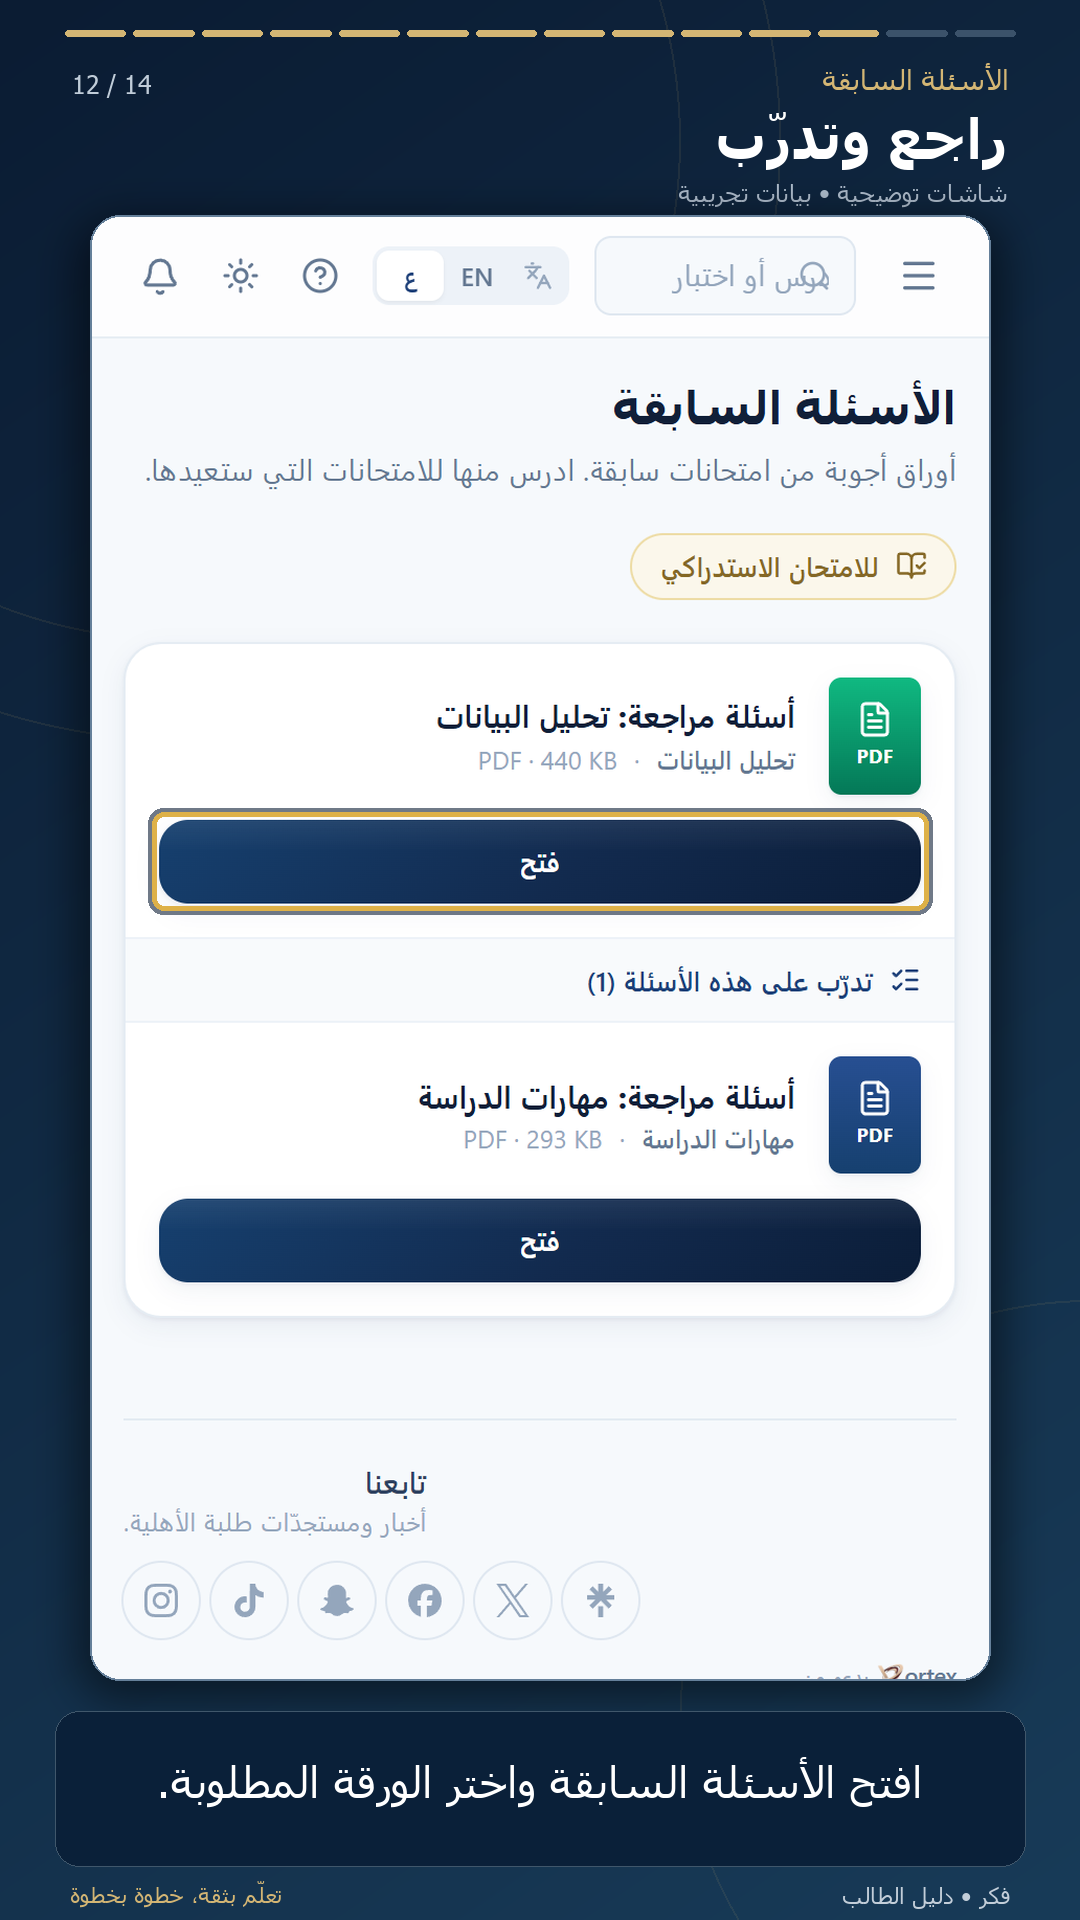 الأسئلة السابقة
12 / 14
راجع وتدرّب
شاشات توضيحية • بيانات تجريبية
أو اختبار
EN
ع
الأسئلة السابقة
أوراق أجوبة من امتحانات سابقة. ادرس منها للامتحانات التي ستعيدها.
للامتحان الاستدراكي
أسئلة مراجعة: تحليل البيانات
تحليل البيانات · PDF · 440 KB
PDF
فتح
تدرّب على هذه الأسئلة (1)
أسئلة مراجعة: مهارات الدراسة
مهارات الدراسة · PDF · 293 KB
PDF
فتح
تابعنا
أخبار ومستجدّات طلبة الأهلية.
ortex
افتح الأسئلة السابقة واختر الورقة المطلوبة.
فكر • دليل الطالب
تعلّم بثقة، خطوة بخطوة